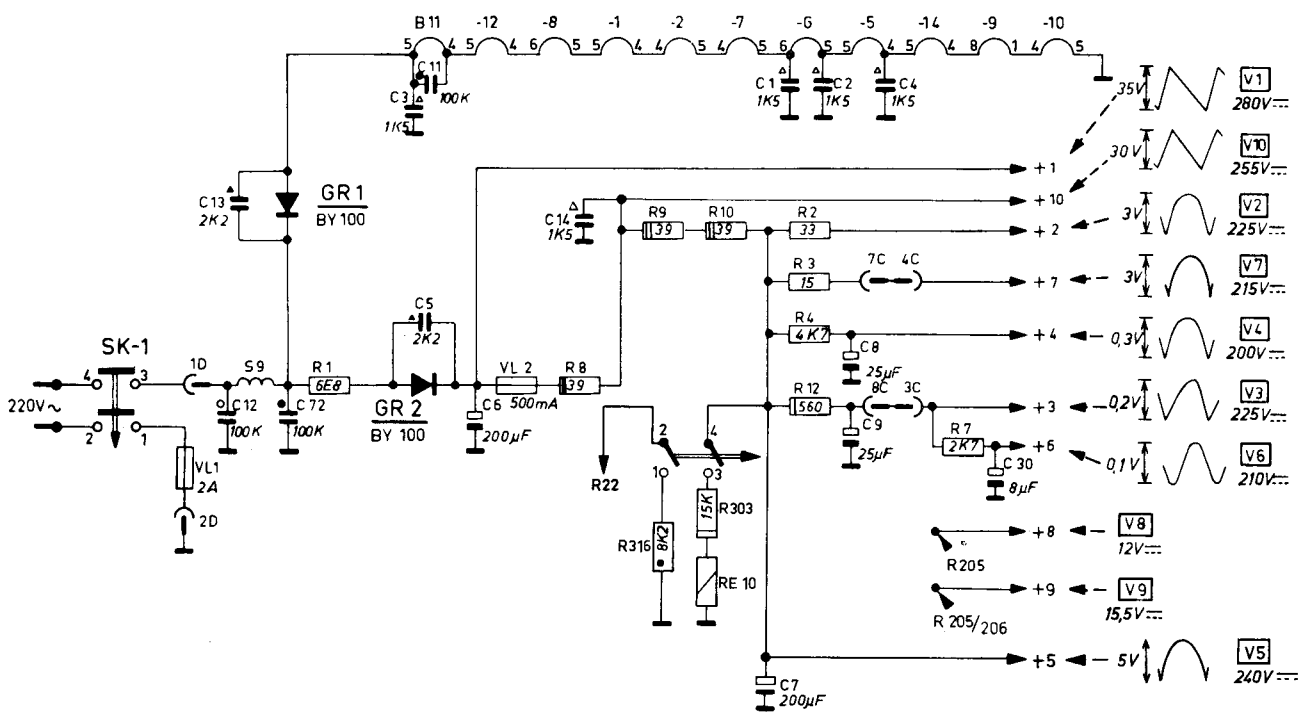 B11 -12 -8 -1 -2 -7 -6 -5 -14 -9 -10
5 4 5 4 6 5 5 4 4 5 4 5 6 5 5 4 5 4 8 1 4 5
C11
100K
C3
1K5
C1
1K5
C2
1K5
C4
1K5
35V
V1
280V
30V
V10
255V
+1
+10
C13
2K2
GR1
BY 100
C14
1K5
R9
39
R10
39
R2
33
+2
3V
V2
225V
R3
15
7C 4C
+7
3V
V7
215V
C5
2K2
R4
4K7
C8
25µF
+4
0,3V
V4
200V
SK-1
4 3
220V~
2 1
1D
S9
R1
6E8
GR2
BY 100
C12
100K
C72
100K
C6
200µF
VL2
500mA
R8
39
R12
560
C9
25µF
8C 3C
+3
0,2V
V3
225V
R7
2K7
+6
C30
8µF
0,1V
V6
210V
VL1
2A
2D
R22
2 4
1 3
R316
8K2
15K
R303
RE10
R205
+8
V8
12V
R 205/206
+9
V9
15,5V
+5
5V
V5
240V
C7
200µF